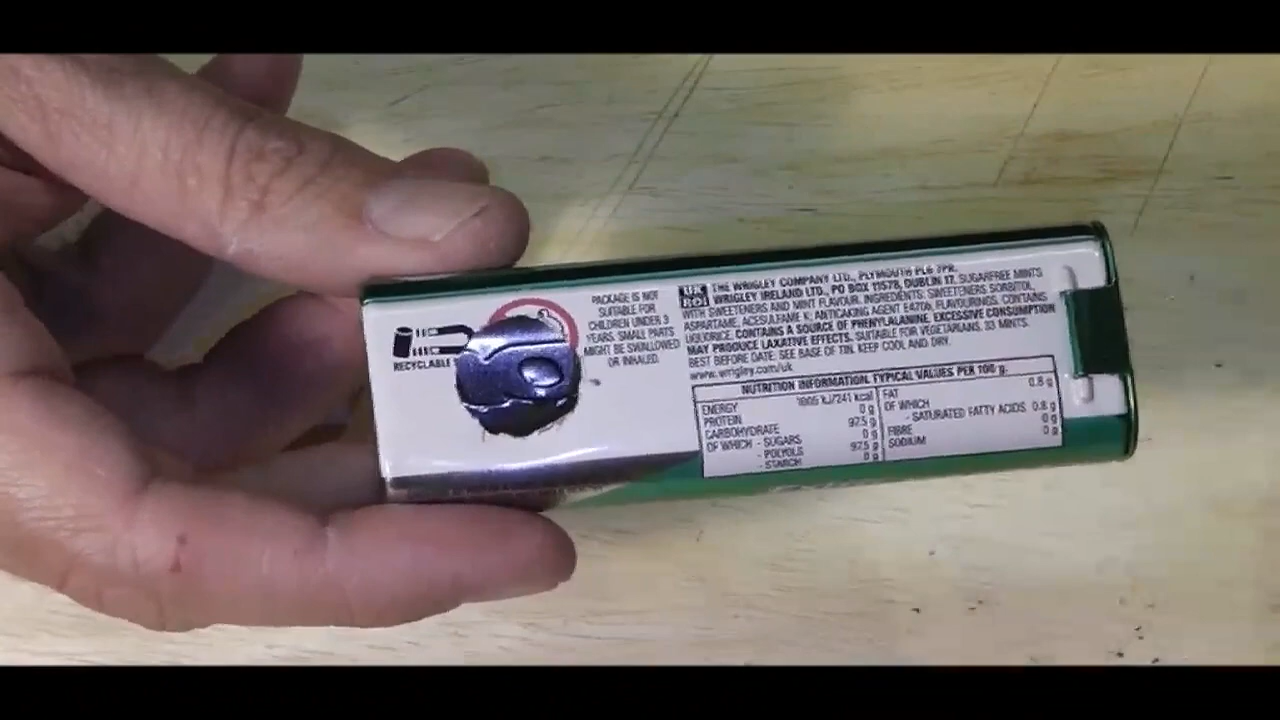 RECYCLABLE
PACKAGE IS NOT
SUITABLE FOR
CHILDREN UNDER 3
YEARS. SMALL PARTS
MIGHT BE SWALLOWED
OR INHALED.
UK
ROI
THE WRIGLEY COMPANY LTD., PLYMOUTH PL6 7PR.
WRIGLEY IRELAND LTD., PO BOX 11578, DUBLIN 17. SUGARFREE MINTS
WITH SWEETENERS AND MINT FLAVOUR. INGREDIENTS: SWEETENERS SORBITOL,
ASPARTAME, ACESULFAME K; ANTICAKING AGENT FLAVOURINGS. CONTAINS
LIQUORICE. CONTAINS A SOURCE OF PHENYLALANINE. EXCESSIVE CONSUMPTION
MAY PRODUCE LAXATIVE EFFECTS. SUITABLE FOR VEGETARIANS. 33 MINTS.
BEST BEFORE DATE: SEE BASE OF TIN. KEEP COOL AND DRY.
www.wrigley.com/uk
NUTRITION INFORMATION TYPICAL VALUES PER 100 g.
ENERGY kJ/241 kcal
PROTEIN 0 g
CARBOHYDRATE 97.5 g
OF WHICH - SUGARS 0 g
- POLYOLS 97.5 g
- STARCH 0 g
FAT 0.8 g
OF WHICH
- SATURATED FATTY ACIDS 0.8 g
FIBRE 0 g
SODIUM 0 g